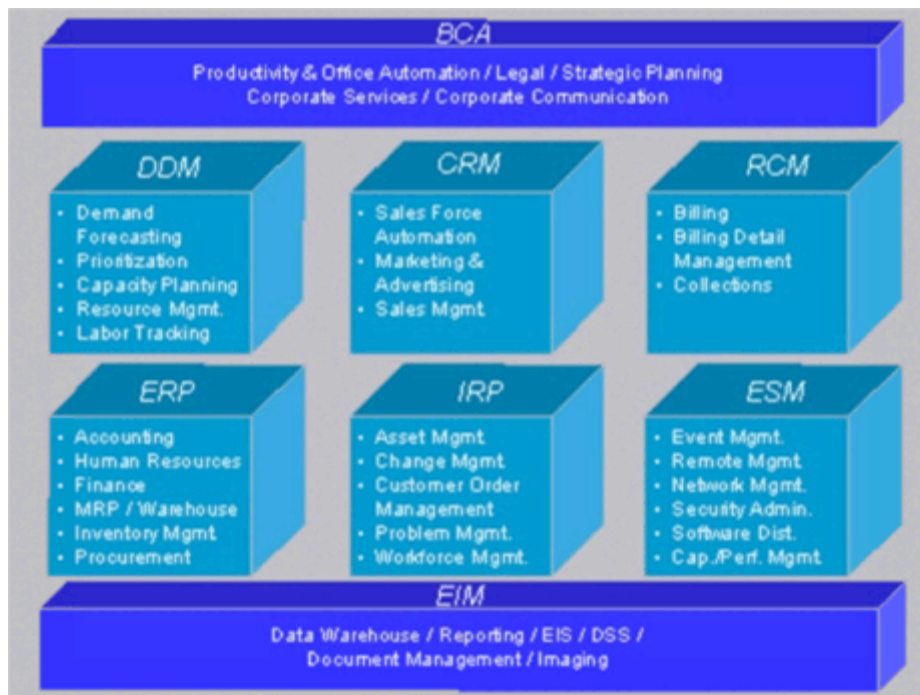 BCA
Productivity & Office Automation / Legal / Strategic Planning
Corporate Services / Corporate Communication
DDM
• Demand
Forecasting
• Prioritization
• Capacity Planning
• Resource Mgmt.
• Labor Tracking
CRM
• Sales Force
Automation
• Marketing &
Advertising
• Sales Mgmt.
RCM
• Billing
• Billing Detail
Management
• Collections
ERP
• Accounting
• Human Resources
• Finance
• MRP / Warehouse
• Inventory Mgmt.
• Procurement
IRP
• Asset Mgmt.
• Change Mgmt.
• Customer Order
Management
• Problem Mgmt.
• Workforce Mgmt.
ESM
• Event Mgmt.
• Remote Mgmt.
• Network Mgmt.
• Security Admin.
• Software Dist.
• Cap./Perf. Mgmt.
EIM
Data Warehouse / Reporting / EIS / DSS /
Document Management / Imaging